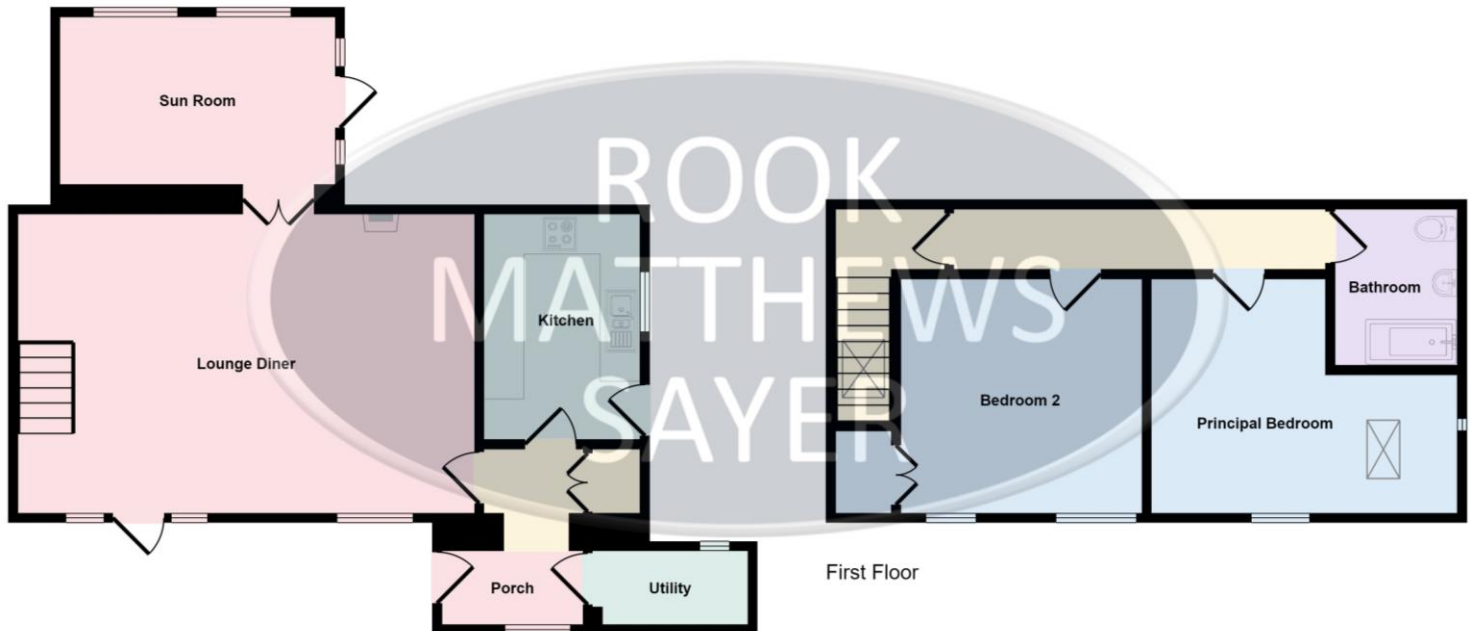 Sun Room
ROOK
MATTHEWS
SAYER
Lounge Diner
Kitchen
Porch
Utility
Bedroom 2
Principal Bedroom
Bathroom
First Floor